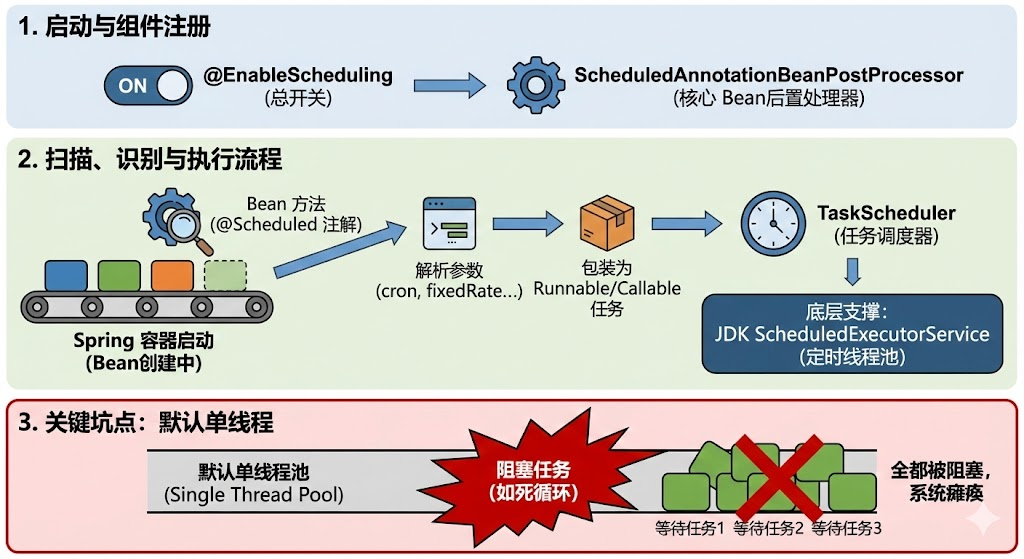 1. 启动与组件注册
ON
@EnableScheduling
(总开关)
ScheduledAnnotationBeanPostProcessor
(核心 Bean后置处理器)
2. 扫描、识别与执行流程
Bean 方法
(@Scheduled 注解)
Spring 容器启动
(Bean创建中)
解析参数
(cron, fixedRate...)
包装为
Runnable/Callable
任务
TaskScheduler
(任务调度器)
底层支撑：
JDK ScheduledExecutorService
(定时线程池)
3. 关键坑点：默认单线程
默认单线程池
(Single Thread Pool)
阻塞任务
(如死循环)
等待任务1
等待任务2
等待任务3
全都被阻塞，
系统瘫痪